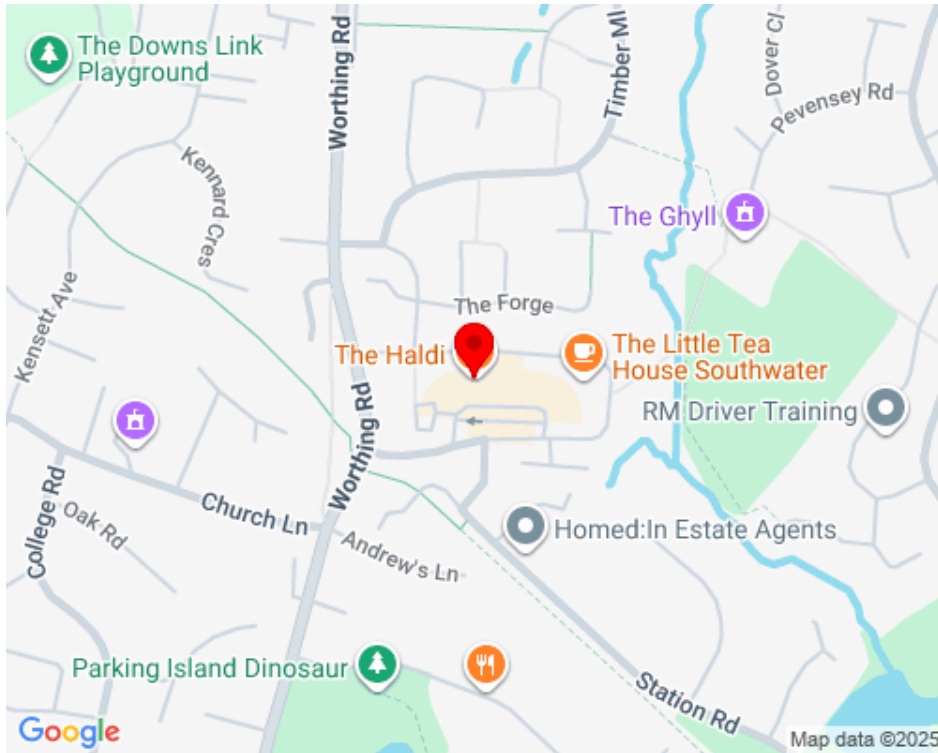 The Downs Link
Playground
Worthing Rd
Timber Ml
Dover Cl
Pevensey Rd
Kennard Cres
The Ghyll
Kensett Ave
The Forge
The Haldi
The Little Tea
House Southwater
RM Driver Training
Worthing Rd
College Rd
Oak Rd
Church Ln
Andrew's Ln
Homed:In Estate Agents
Parking Island Dinosaur
Station Rd
Google
Map data ©2025